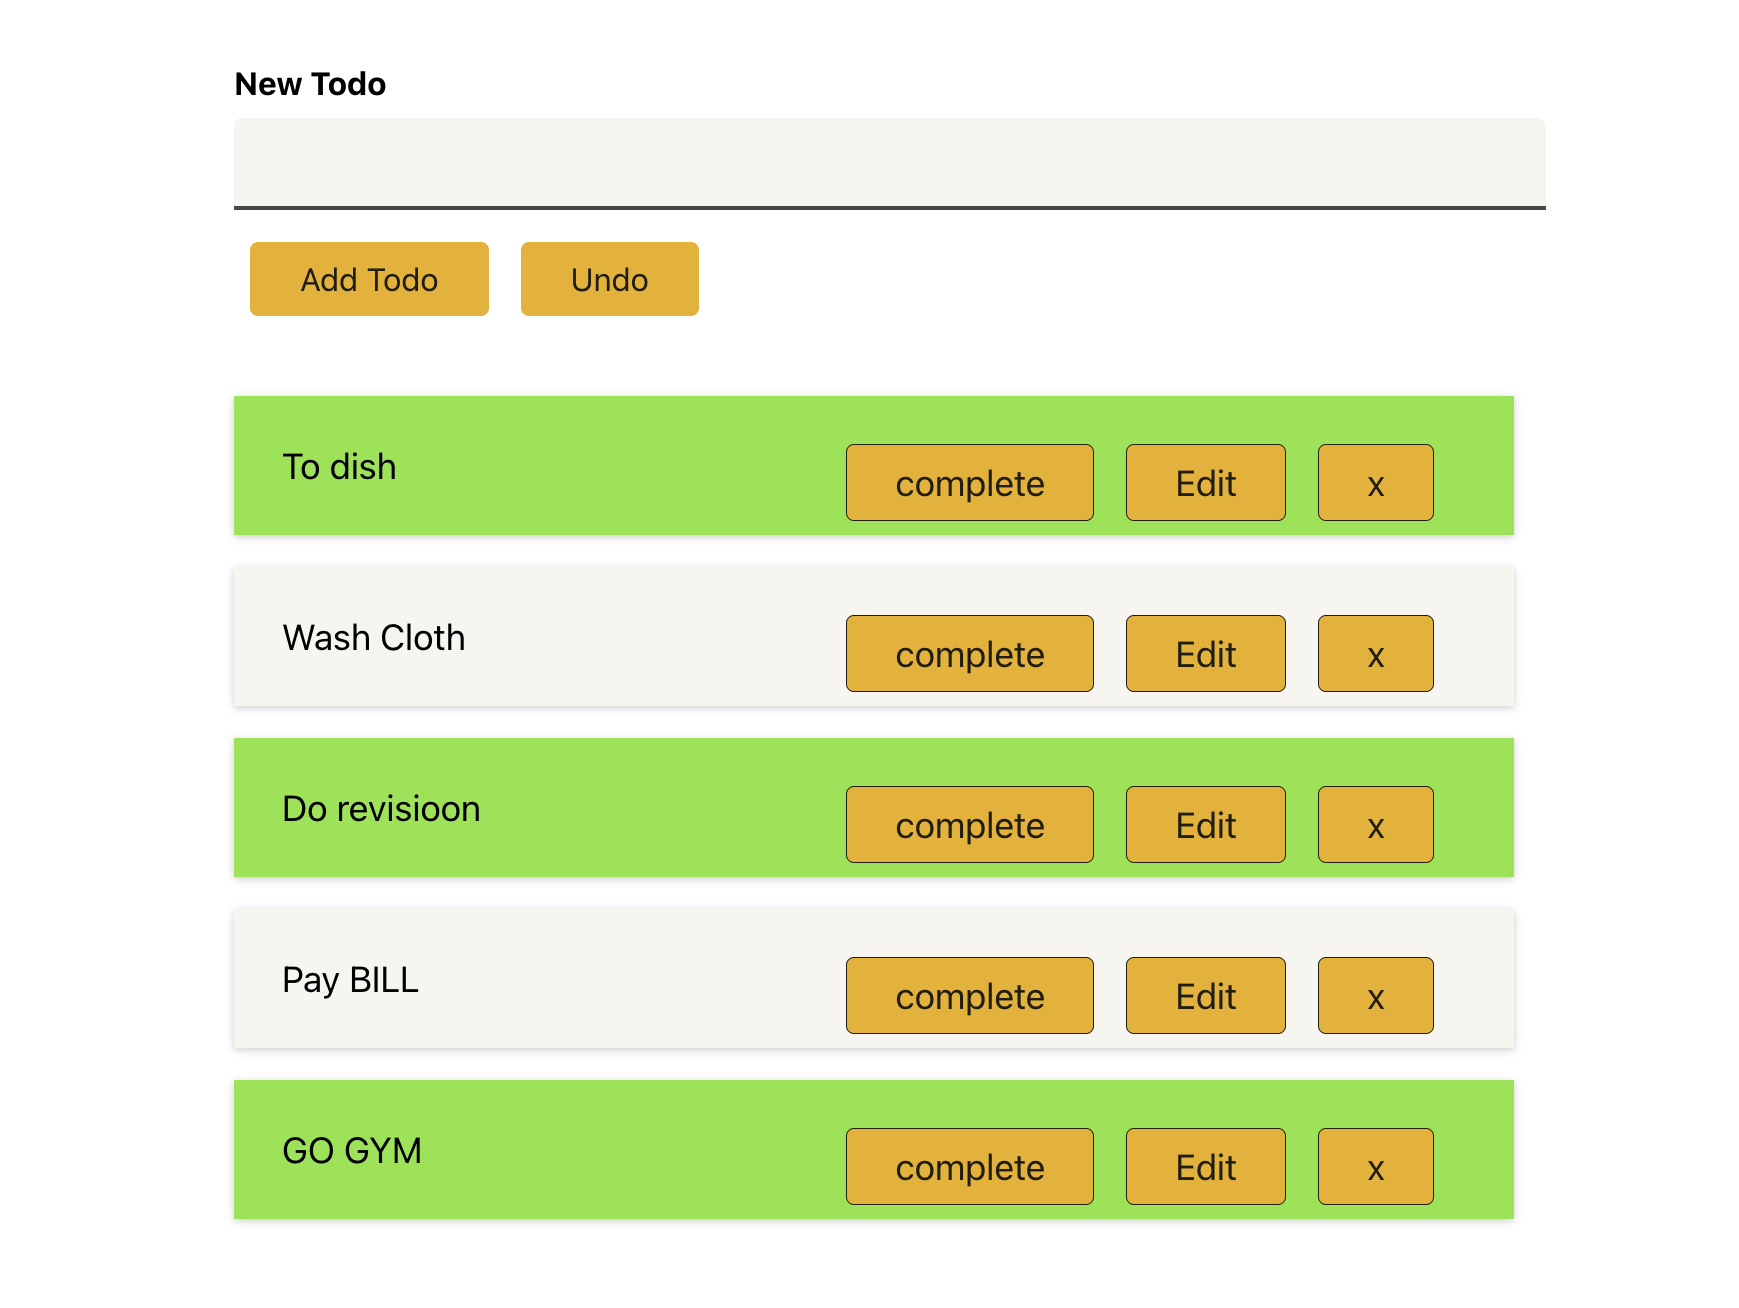 New Todo
Add Todo Undo
To dish complete Edit x
Wash Cloth complete Edit x
Do revisioon complete Edit x
Pay BILL complete Edit x
GO GYM complete Edit x